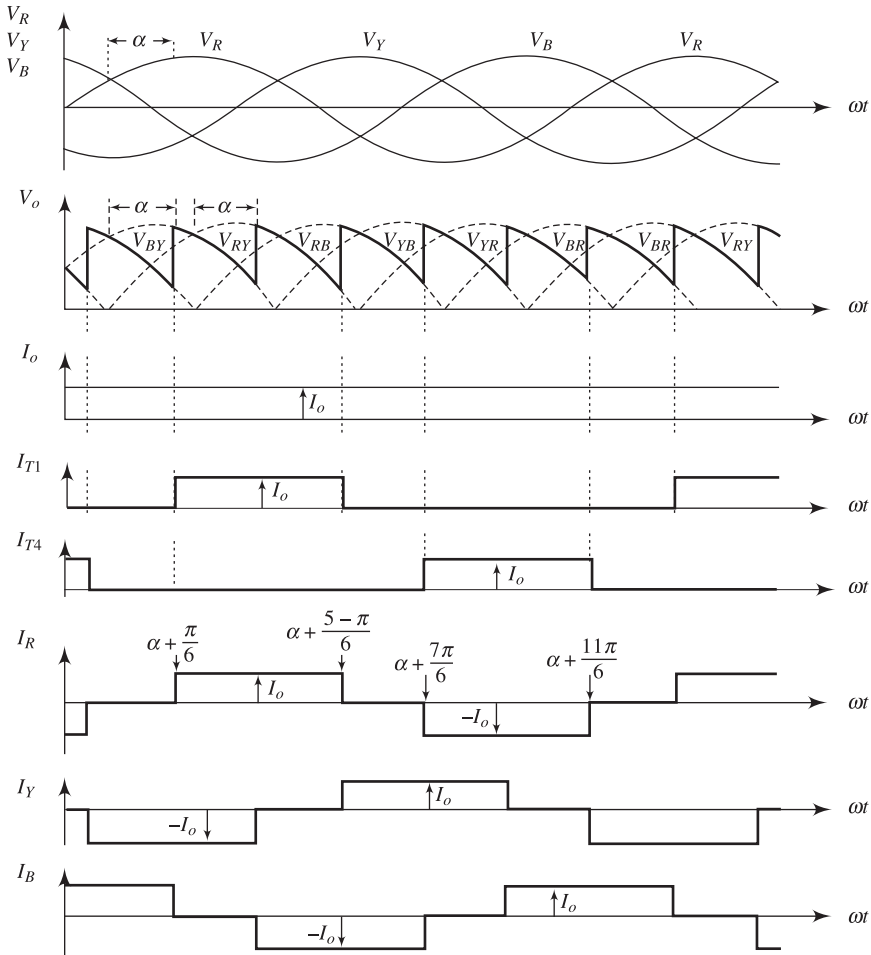 V_R
V_Y
V_B
α V_R V_Y V_B V_R
ωt
V_o
α α
V_BY V_RY V_RB V_YB V_YR V_BR V_BR V_RY
ωt
I_o
I_o
ωt
I_T1
I_o
ωt
I_T4
I_o
ωt
I_R
α + π/6 α + 5 − π/6 α + 7π/6 α + 11π/6
I_o −I_o
ωt
I_Y
−I_o I_o
ωt
I_B
−I_o I_o
ωt